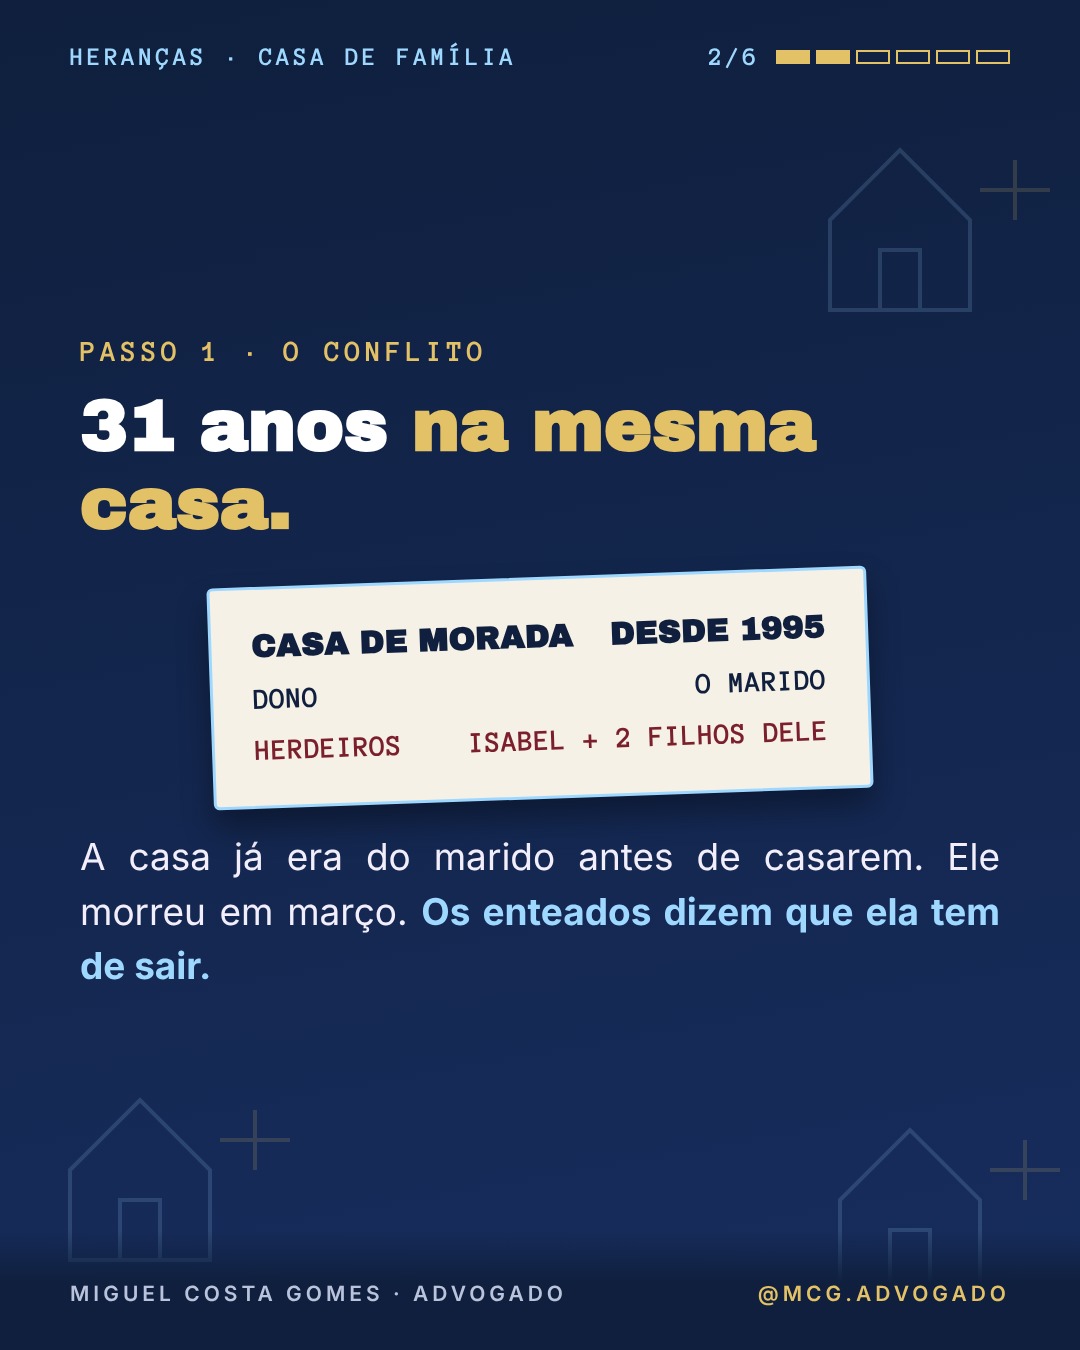 HERANÇAS · CASA DE FAMÍLIA
2/6
PASSO 1 · O CONFLITO
31 anos na mesma
casa.
CASA DE MORADA DESDE 1995
DONO O MARIDO
HERDEIROS ISABEL + 2 FILHOS DELE
A casa já era do marido antes de casarem. Ele
morreu em março. Os enteados dizem que ela tem
de sair.
MIGUEL COSTA GOMES · ADVOGADO
@MCG.ADVOGADO